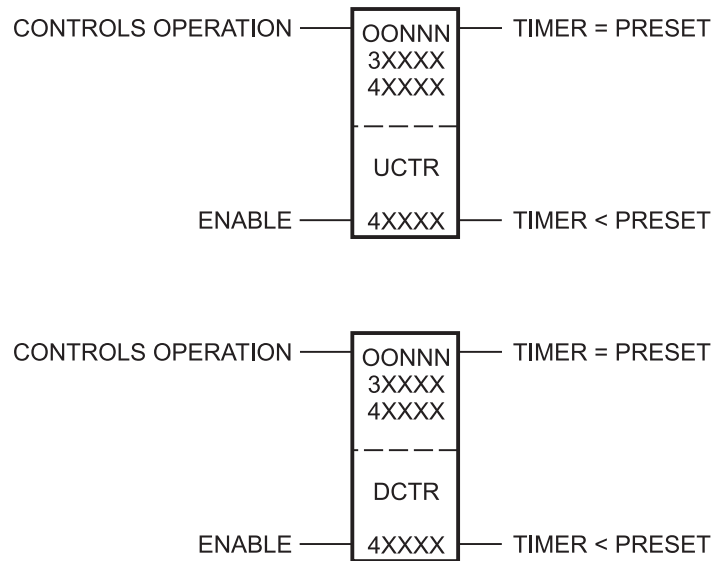 CONTROLS OPERATION OONNN TIMER = PRESET
3XXXX
4XXXX
UCTR
ENABLE 4XXXX TIMER < PRESET
CONTROLS OPERATION OONNN TIMER = PRESET
3XXXX
4XXXX
DCTR
ENABLE 4XXXX TIMER < PRESET